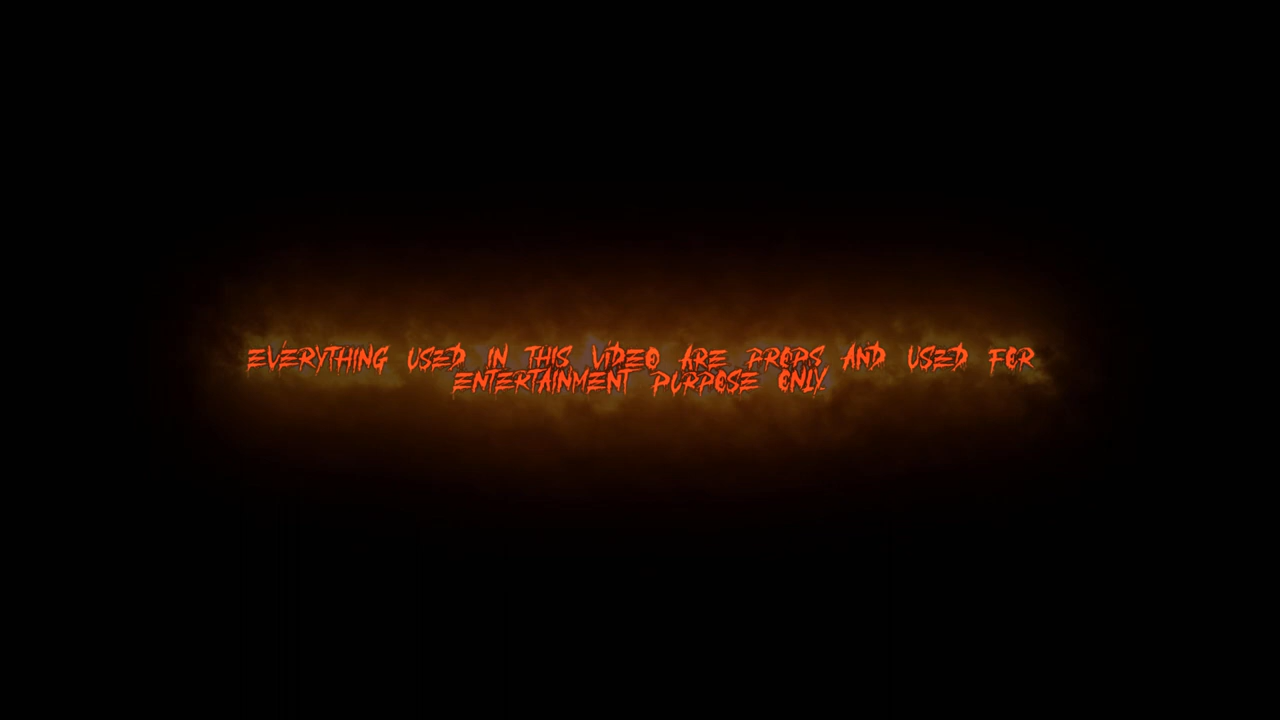 EVERYTHING USED IN THIS VIDEO ARE PROPS AND USED FOR
ENTERTAINMENT PURPOSE ONLY.